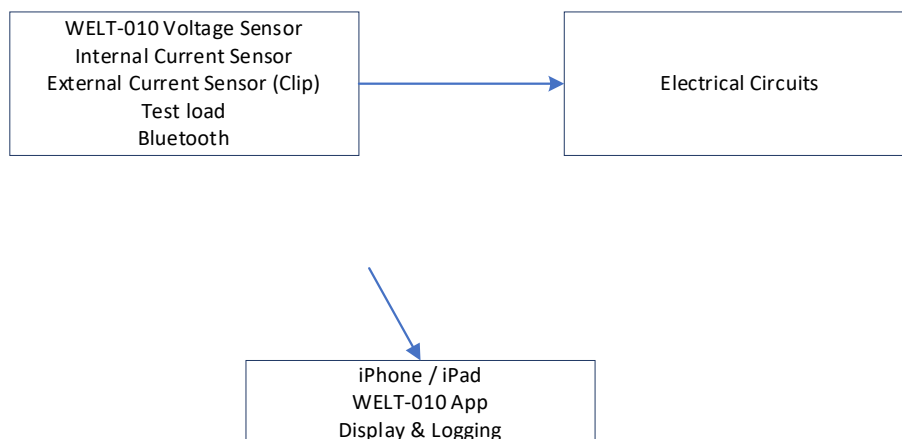 WELT-010 Voltage Sensor
Internal Current Sensor
External Current Sensor (Clip)
Test load
Bluetooth
Electrical Circuits
iPhone / iPad
WELT-010 App
Display & Logging